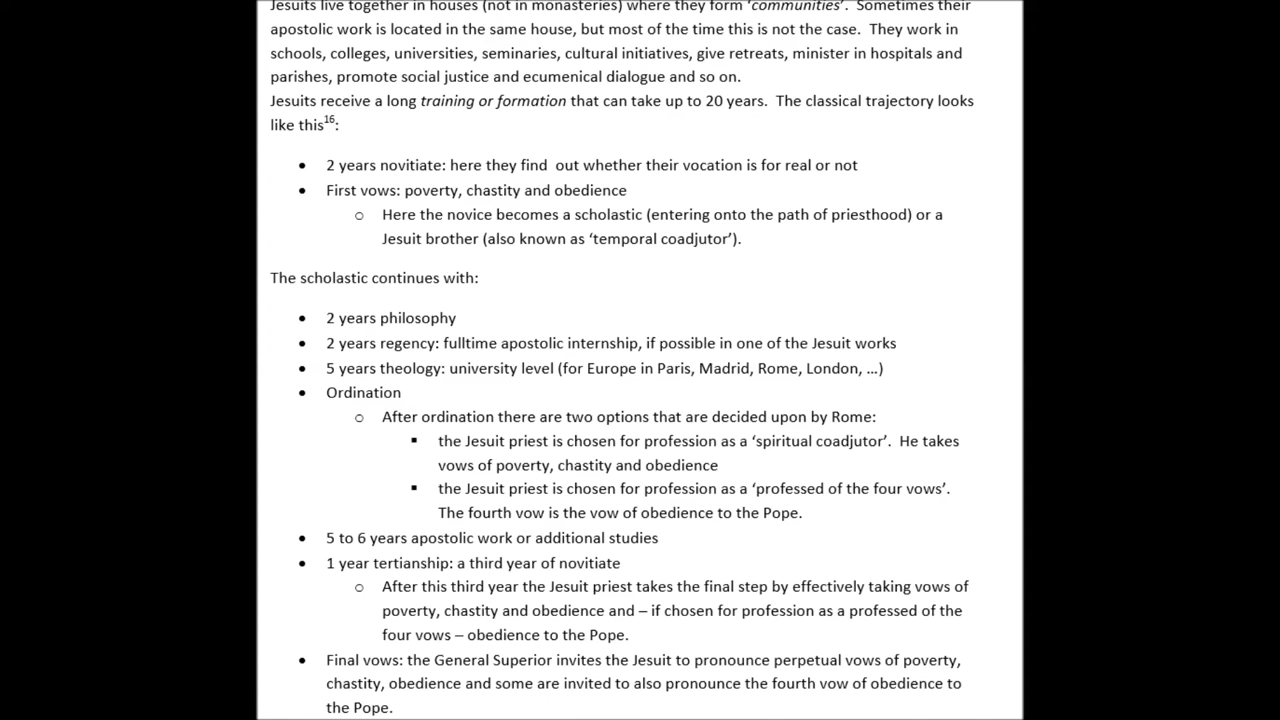 Jesuits live together in houses (not in monasteries) where they form ‘communities’.  Sometimes their
apostolic work is located in the same house, but most of the time this is not the case.  They work in
schools, colleges, universities, seminaries, cultural initiatives, give retreats, minister in hospitals and
parishes, promote social justice and ecumenical dialogue and so on.
Jesuits receive a long training or formation that can take up to 20 years.  The classical trajectory looks
like this16:
• 2 years novitiate: here they find  out whether their vocation is for real or not
• First vows: poverty, chastity and obedience
o Here the novice becomes a scholastic (entering onto the path of priesthood) or a
Jesuit brother (also known as ‘temporal coadjutor’).
The scholastic continues with:
• 2 years philosophy
• 2 years regency: fulltime apostolic internship, if possible in one of the Jesuit works
• 5 years theology: university level (for Europe in Paris, Madrid, Rome, London, …)
• Ordination
o After ordination there are two options that are decided upon by Rome:
▪ the Jesuit priest is chosen for profession as a ‘spiritual coadjutor’.  He takes
vows of poverty, chastity and obedience
▪ the Jesuit priest is chosen for profession as a ‘professed of the four vows’.
The fourth vow is the vow of obedience to the Pope.
• 5 to 6 years apostolic work or additional studies
• 1 year tertianship: a third year of novitiate
o After this third year the Jesuit priest takes the final step by effectively taking vows of
poverty, chastity and obedience and – if chosen for profession as a professed of the
four vows – obedience to the Pope.
• Final vows: the General Superior invites the Jesuit to pronounce perpetual vows of poverty,
chastity, obedience and some are invited to also pronounce the fourth vow of obedience to
the Pope.